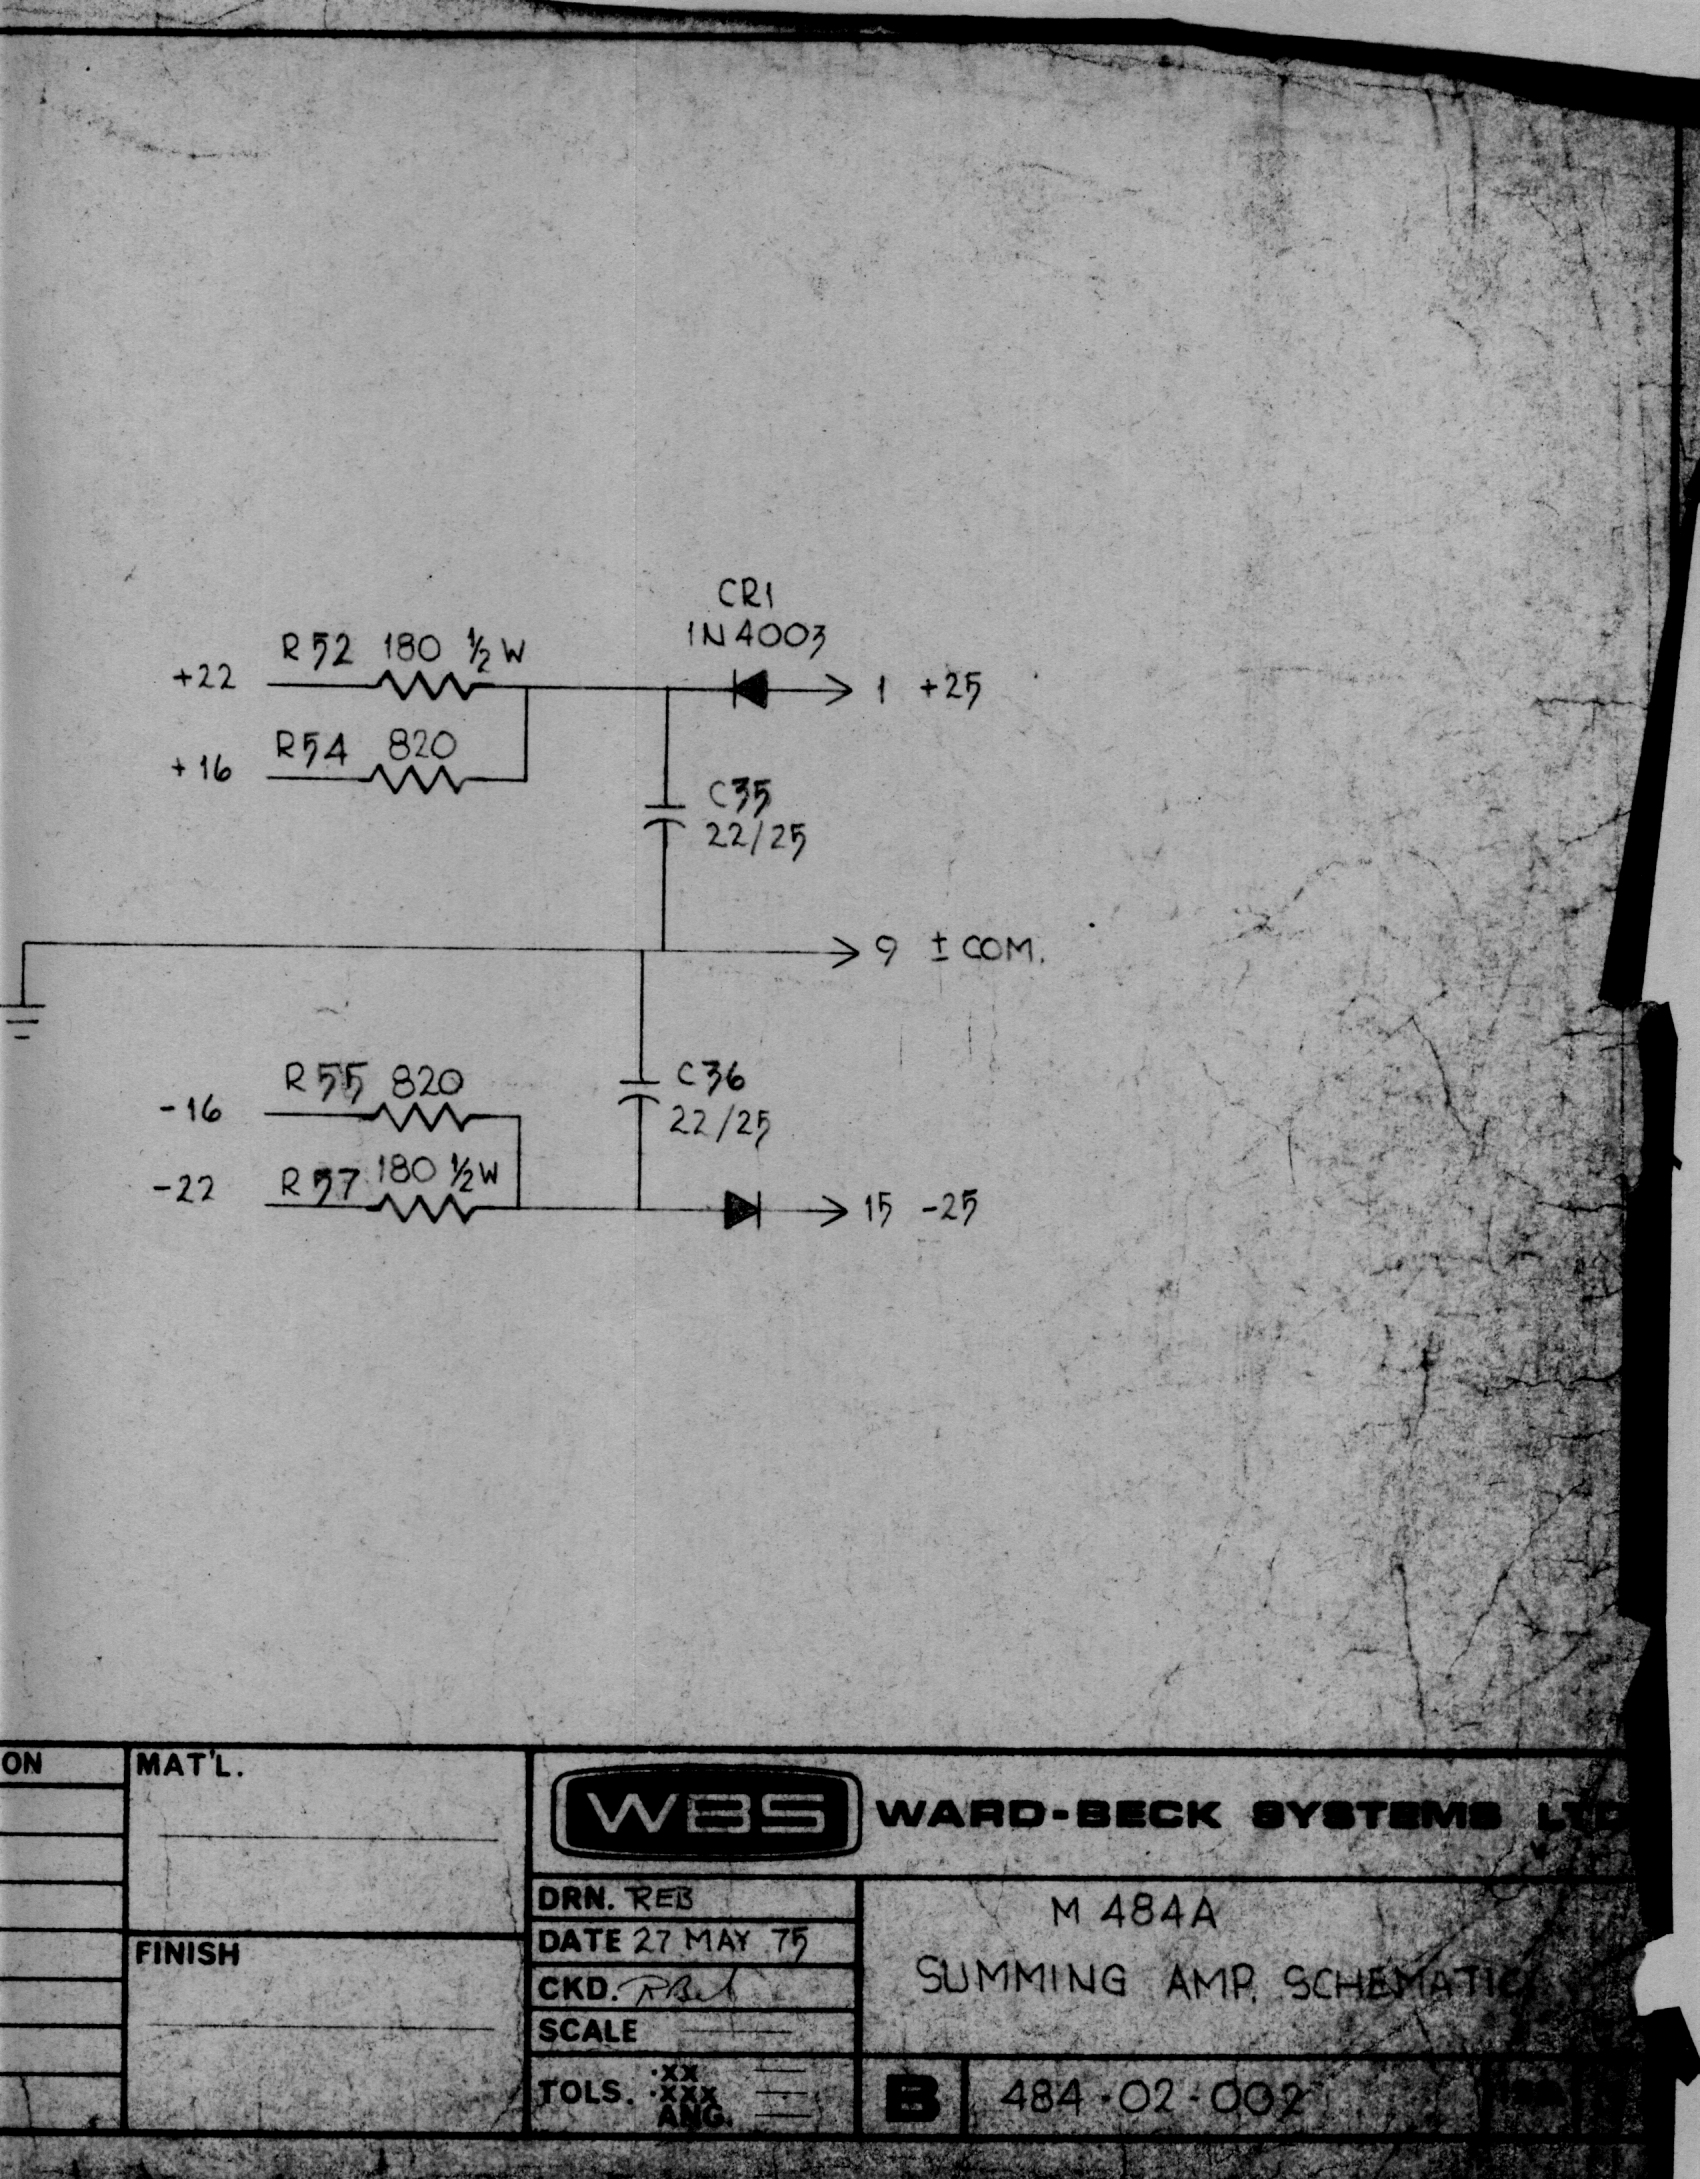 CR1
1N4003
R52 180 ½W
+22
1 +25
R54 820
+16
C35
22/25
9 ± COM.
R55 820
-16
C36
22/25
R57 180 ½W
-22
15 -25
ON
MAT'L.
FINISH
WBS WARD-BECK SYSTEMS LTD
DRN. REB
DATE 27 MAY 75
CKD.
SCALE
TOLS. .XX
.XXX
ANG.
M 484A
SUMMING AMP. SCHEMATIC
B 484-02-002